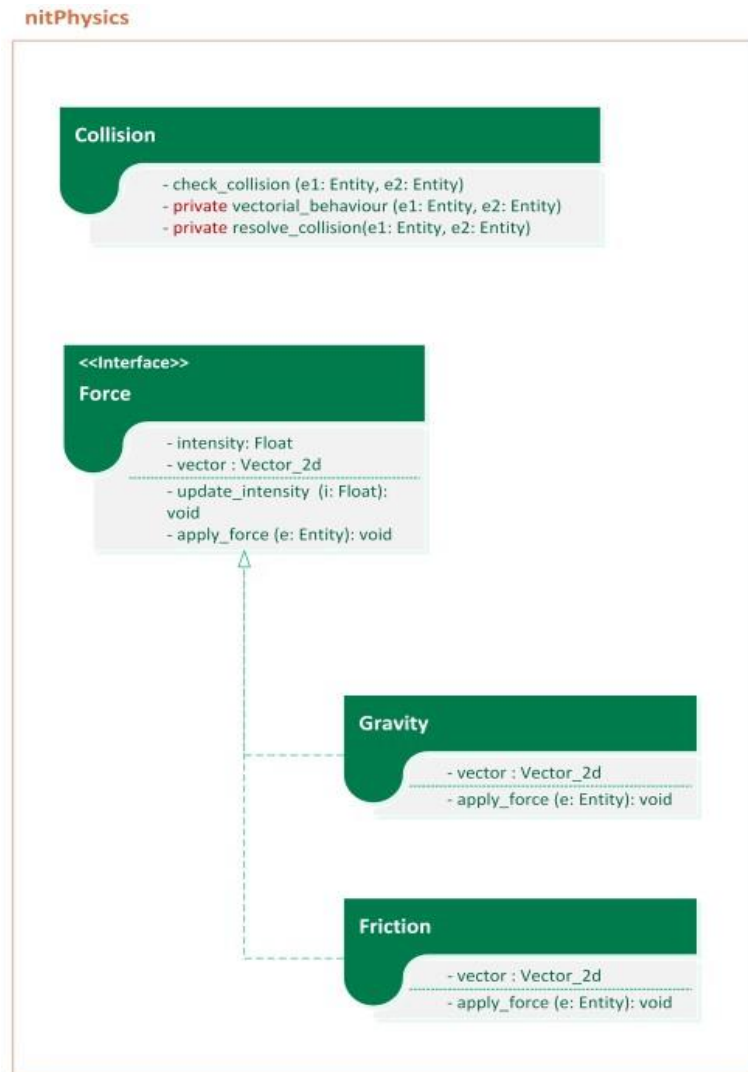 nitPhysics
Collision
- check_collision (e1: Entity, e2: Entity)
- private vectorial_behaviour (e1: Entity, e2: Entity)
- private resolve_collision(e1: Entity, e2: Entity)
<<Interface>>
Force
- intensity: Float
- vector : Vector_2d
- update_intensity (i: Float):
void
- apply_force (e: Entity): void
Gravity
- vector : Vector_2d
- apply_force (e: Entity): void
Friction
- vector : Vector_2d
- apply_force (e: Entity): void